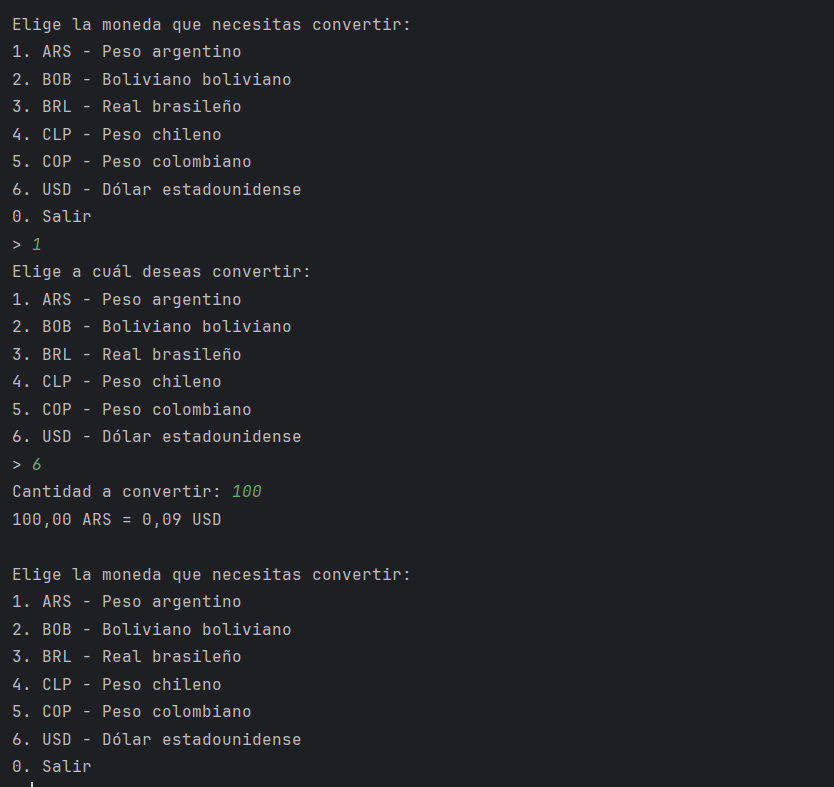 Elige la moneda que necesitas convertir:
1. ARS - Peso argentino
2. BOB - Boliviano boliviano
3. BRL - Real brasileño
4. CLP - Peso chileno
5. COP - Peso colombiano
6. USD - Dólar estadounidense
0. Salir
> 1
Elige a cuál deseas convertir:
1. ARS - Peso argentino
2. BOB - Boliviano boliviano
3. BRL - Real brasileño
4. CLP - Peso chileno
5. COP - Peso colombiano
6. USD - Dólar estadounidense
> 6
Cantidad a convertir: 100
100,00 ARS = 0,09 USD
Elige la moneda que necesitas convertir:
1. ARS - Peso argentino
2. BOB - Boliviano boliviano
3. BRL - Real brasileño
4. CLP - Peso chileno
5. COP - Peso colombiano
6. USD - Dólar estadounidense
0. Salir